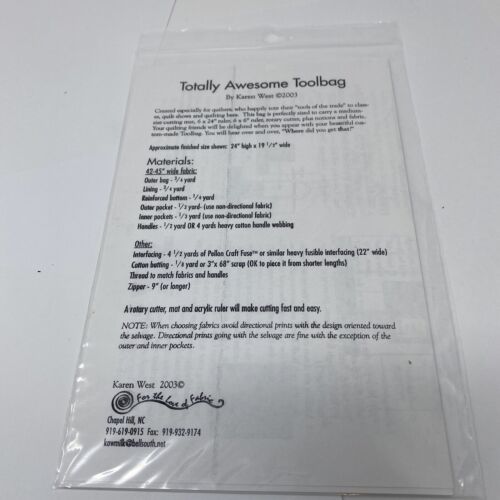 Totally Awesome Toolbag
By Karen West ©2003
Created especially for quilters, who happily tote their "tools of the trade" to class-
es, quilt shows and quilting bees. This bag is perfectly sized to carry a medium-
size cutting mat, 6 x 24" ruler, 6 x 6" ruler, rotary cutter, plus notions and fabric.
Your quilting friends will be delighted when you appear with your beautiful cus-
tom-made Toolbag. You will hear over and over, "Where did you get that?"
Approximate finished size shown: 24" high x 19 1/2" wide
Materials:
42-45" wide fabric:
Outer bag - 3/4 yard
Lining - 3/4 yard
Reinforced bottom - 1/4 yard
Outer pocket - 1/2 yard- (use non-directional fabric)
Inner pockets - 1/2 yard (use non-directional fabric)
Handles - 1/2 yard OR 4 yards heavy cotton handle webbing
Other:
Interfacing - 4 1/2 yards of Pellon Craft Fuse™ or similar heavy fusible interfacing (22" wide)
Cotton batting - 1/8 yard or 3"x 68" scrap (OK to piece it from shorter lengths)
Thread to match fabrics and handles
Zipper - 9" (or longer)
A rotary cutter, mat and acrylic ruler will make cutting fast and easy.
NOTE: When choosing fabrics avoid directional prints with the design oriented toward
the selvage. Directional prints going with the selvage are fine with the exception of the
outer and inner pockets.
Karen West 2003©
For the Love of Fabric
Chapel Hill, NC
919-619-0915 Fax: 919-932-9174
kawmilk@bellsouth.net